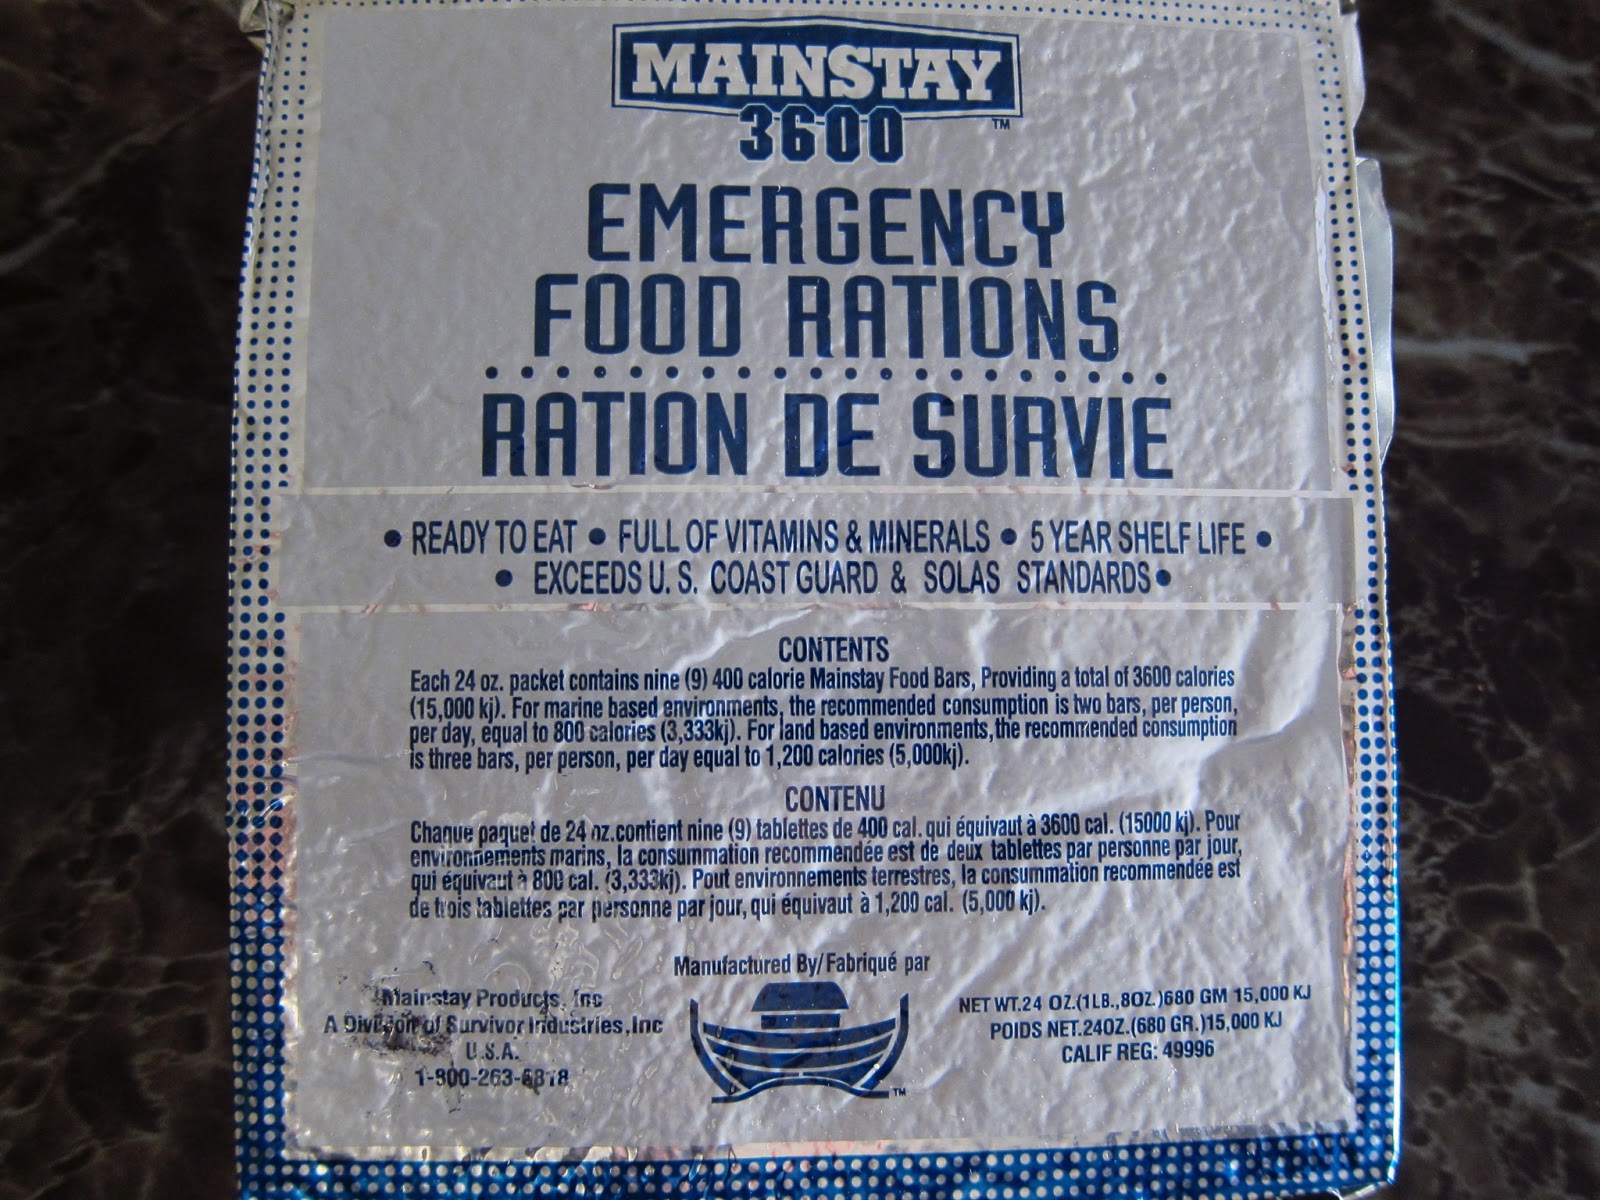 MAINSTAY
3600
TM
EMERGENCY
FOOD RATIONS
RATION DE SURVIE
• READY TO EAT • FULL OF VITAMINS & MINERALS • 5 YEAR SHELF LIFE •
• EXCEEDS U. S. COAST GUARD & SOLAS STANDARDS •
CONTENTS
Each 24 oz. packet contains nine (9) 400 calorie Mainstay Food Bars, Providing a total of 3600 calories
(15,000 kj). For marine based environments, the recommended consumption is two bars, per person,
per day, equal to 800 calories (3,333kj). For land based environments, the recommended consumption
is three bars, per person, per day equal to 1,200 calories (5,000kj).
CONTENU
Chaque paquet de 24 oz.contient nine (9) tablettes de 400 cal. qui équivaut à 3600 cal. (15000 kj). Pour
environnements marins, la consummation recommendée est de deux tablettes par personne par jour,
qui équivaut à 800 cal. (3,333kj). Pout environnements terrestres, la consummation recommendée est
de trois tablettes par personne par jour, qui équivaut à 1,200 cal. (5,000 kj).
Manufactured By/Fabriqué par
Mainstay Products, Inc
A Division of Survivor Industries,Inc
U.S.A.
1-800-263-
TM
NET WT.24 OZ.(1LB.,8OZ.)680 GM 15,000 KJ
POIDS NET.24OZ.(680 GR.)15,000 KJ
CALIF REG: 49996